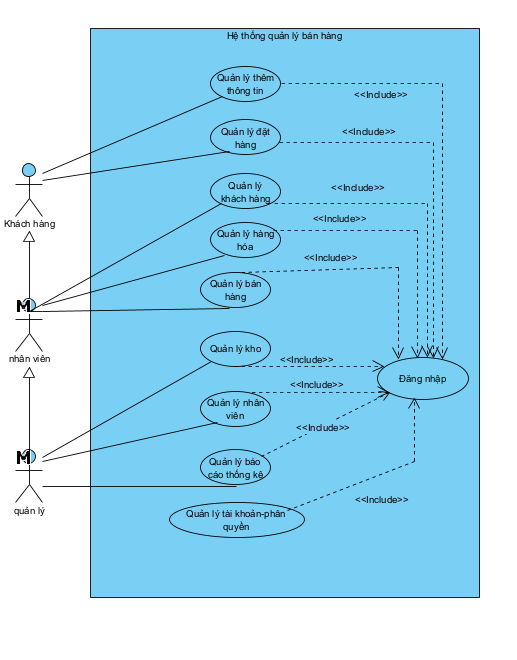 Hệ thống quản lý bán hàng
Quản lý thêm
thông tin
<<Include>>
Quản lý đặt
hàng
<<Include>>
Khách hàng
Quản lý
khách hàng
<<Include>>
Quản lý hàng
hóa
<<Include>>
Quản lý bán
hàng
<<Include>>
M
nhân viên
Quản lý kho
<<Include>>
Đăng nhập
Quản lý nhân
viên
<<Include>>
Quản lý báo
cáo thống kê
<<Include>>
M
quản lý
Quản lý tài khoản-phân
quyền
<<Include>>